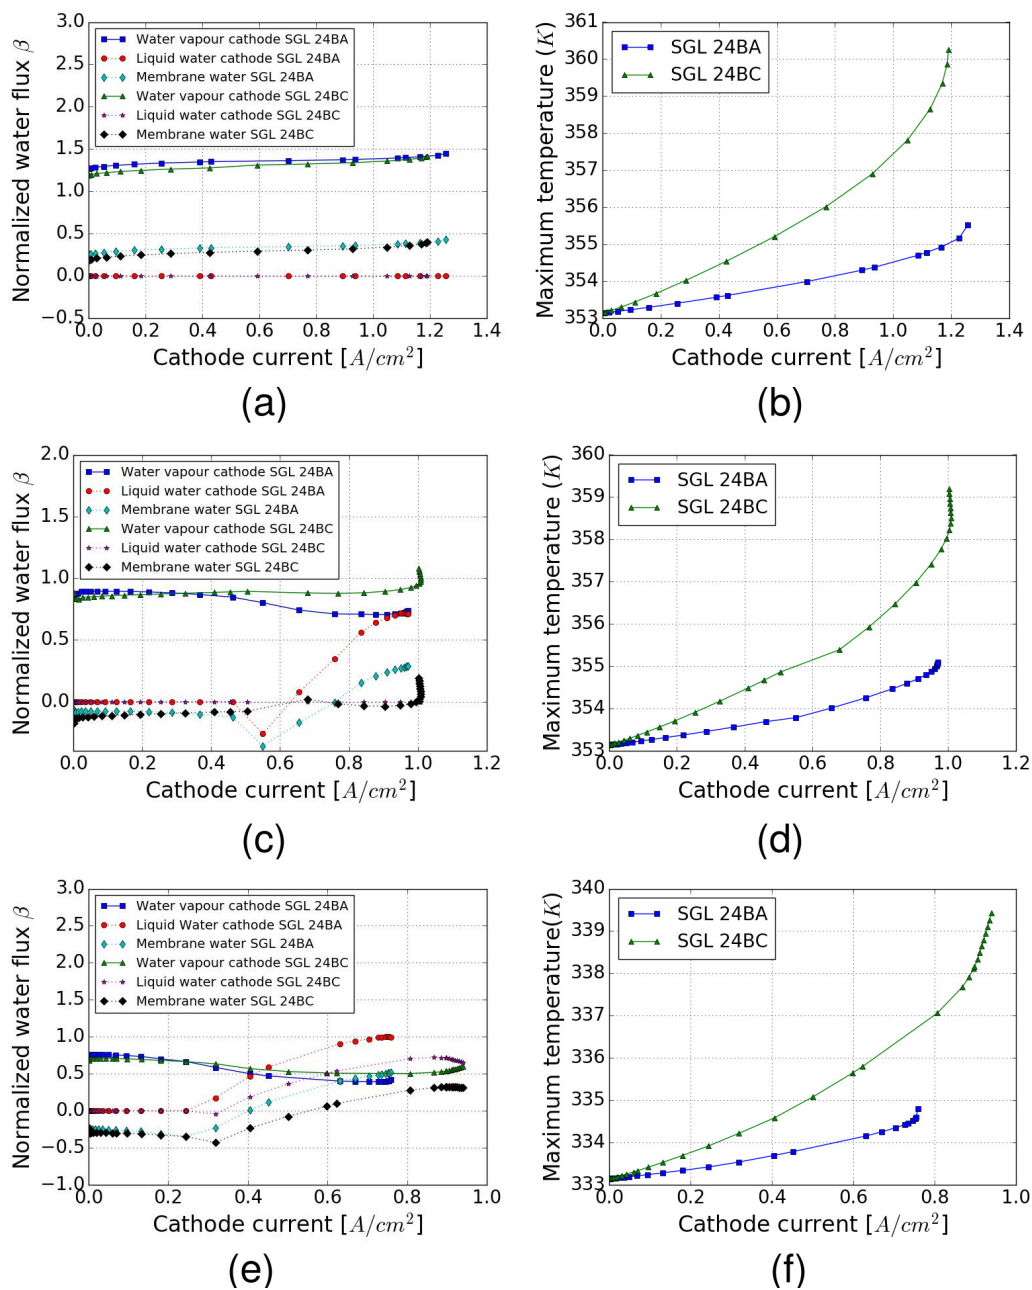 Normalized water flux β
3.0
2.5
2.0
1.5
1.0
0.5
0.0
−0.5
Water vapour cathode SGL 24BA
Liquid water cathode SGL 24BA
Membrane water SGL 24BA
Water vapour cathode SGL 24BC
Liquid water cathode SGL 24BC
Membrane water SGL 24BC
0.0 0.2 0.4 0.6 0.8 1.0 1.2 1.4
Cathode current [A/cm²]
(a)
Maximum temperature (K)
361
360
359
358
357
356
355
354
353
SGL 24BA
SGL 24BC
0.0 0.2 0.4 0.6 0.8 1.0 1.2 1.4
Cathode current [A/cm²]
(b)
Normalized water flux β
2.0
1.5
1.0
0.5
0.0
Water vapour cathode SGL 24BA
Liquid water cathode SGL 24BA
Membrane water SGL 24BA
Water vapour cathode SGL 24BC
Liquid water cathode SGL 24BC
Membrane water SGL 24BC
0.0 0.2 0.4 0.6 0.8 1.0 1.2
Cathode current [A/cm²]
(c)
Maximum temperature (K)
360
359
358
357
356
355
354
353
SGL 24BA
SGL 24BC
0.0 0.2 0.4 0.6 0.8 1.0 1.2
Cathode current [A/cm²]
(d)
Normalized water flux β
3.0
2.5
2.0
1.5
1.0
0.5
0.0
−0.5
−1.0
Water vapour cathode SGL 24BA
Liquid Water cathode SGL 24BA
Membrane water SGL 24BA
Water vapour cathode SGL 24BC
Liquid water cathode SGL 24BC
Membrane water SGL 24BC
0.0 0.2 0.4 0.6 0.8 1.0
Cathode current [A/cm²]
(e)
Maximum temperature(K)
340
339
338
337
336
335
334
333
SGL 24BA
SGL 24BC
0.0 0.2 0.4 0.6 0.8 1.0
Cathode current [A/cm²]
(f)